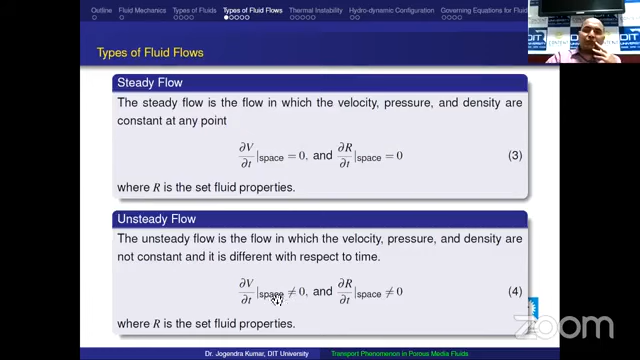 Outline
Fluid Mechanics
Types of Fluids
Types of Fluid Flows
Thermal Instability
Hydro-dynamic Configuration
Governing Equations for Fluid
Types of Fluid Flows
Steady Flow
The steady flow is the flow in which the velocity, pressure, and density are
constant at any point
∂V/∂t |space = 0, and ∂R/∂t |space = 0 (3)
where R is the set fluid properties.
Unsteady Flow
The unsteady flow is the flow in which the velocity, pressure, and density are
not constant and it is different with respect to time.
∂V/∂t |space ≠ 0, and ∂R/∂t |space ≠ 0 (4)
where R is the set fluid properties.
zoom
Dr. Jogendra Kumar, DIT University
Transport Phenomenon in Porous Media Fluids